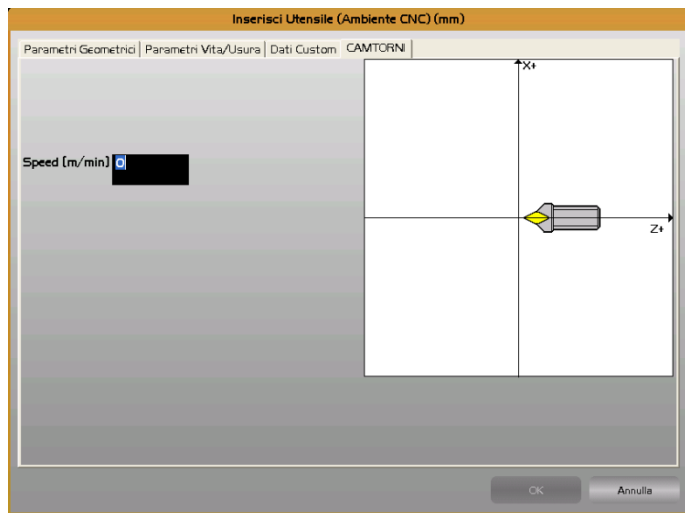 Inserisci Utensile (Ambiente CNC) (mm)
Parametri Geometrici Parametri Vita/Usura Dati Custom CAMTORNI
X+
Speed [m/min] 0
Z+
OK Annulla